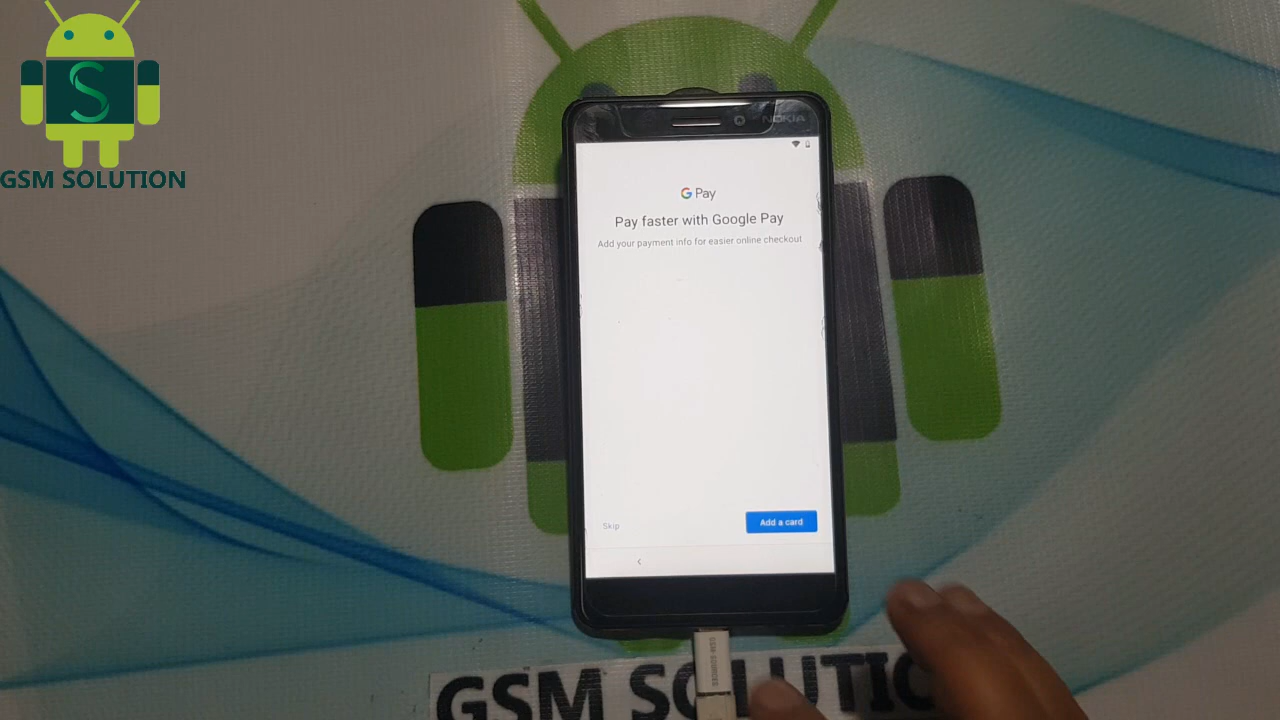 S
GSM SOLUTION
NOKIA
G Pay
Pay faster with Google Pay
Add your payment info for easier online checkout
Skip
Add a card
GSM SOLUTIO